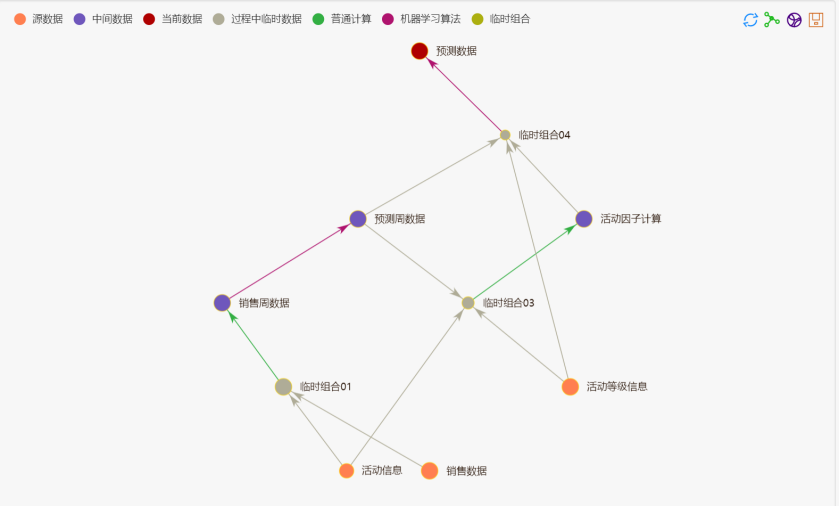 源数据 中间数据 当前数据 过程中临时数据 普通计算 机器学习算法 临时组合
预测数据
临时组合04
预测周数据 活动因子计算
销售周数据 临时组合03
临时组合01 活动等级信息
活动信息 销售数据